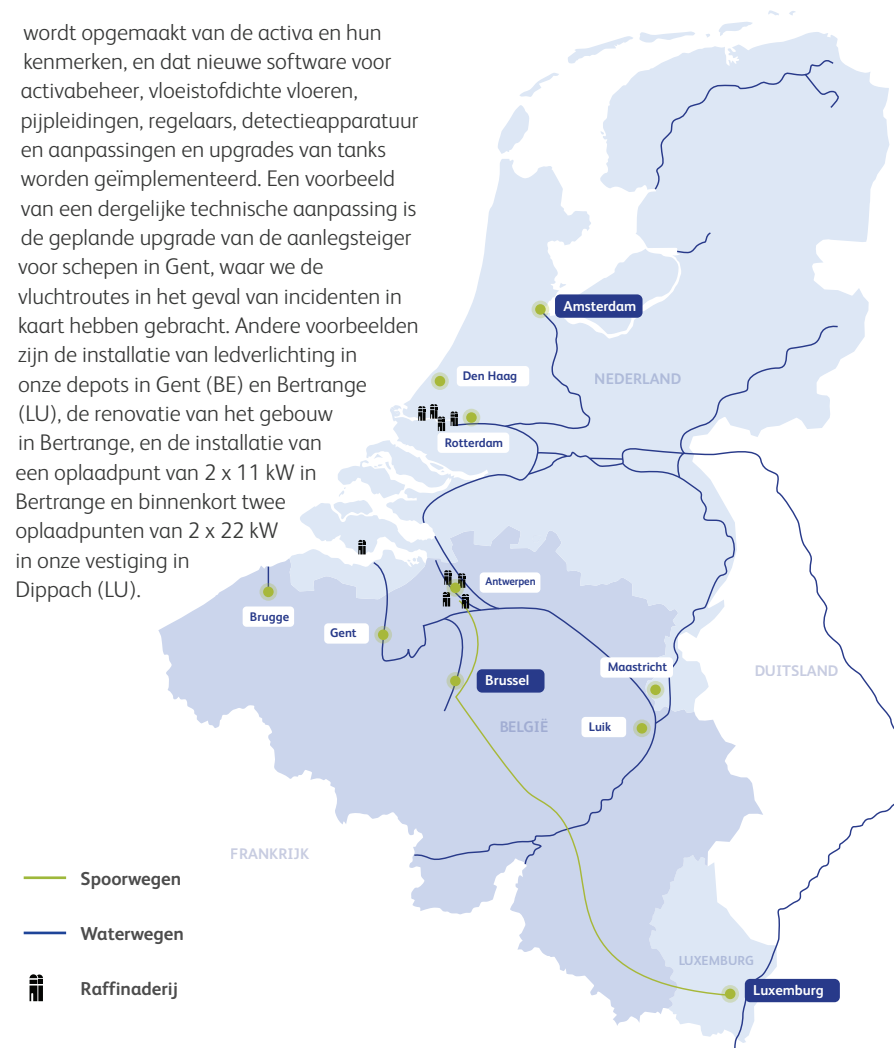 wordt opgemaakt van de activa en hun
kenmerken, en dat nieuwe software voor
activabeheer, vloeistofdichte vloeren,
pijpleidingen, regelaars, detectieapparatuur
en aanpassingen en upgrades van tanks
worden geïmplementeerd. Een voorbeeld
van een dergelijke technische aanpassing is
de geplande upgrade van de aanlegsteiger
voor schepen in Gent, waar we de
vluchtroutes in het geval van incidenten in
kaart hebben gebracht. Andere voorbeelden
zijn de installatie van ledverlichting in
onze depots in Gent (BE) en Bertrange
(LU), de renovatie van het gebouw
in Bertrange, en de installatie van
een oplaadpunt van 2 x 11 kW in
Bertrange en binnenkort twee
oplaadpunten van 2 x 22 kW
in onze vestiging in
Dippach (LU).
Amsterdam
Den Haag
NEDERLAND
Rotterdam
Antwerpen
Brugge
Gent
Maastricht
DUITSLAND
Brussel
BELGIË
Luik
FRANKRIJK
LUXEMBURG
Luxemburg
Spoorwegen
Waterwegen
Raffinaderij